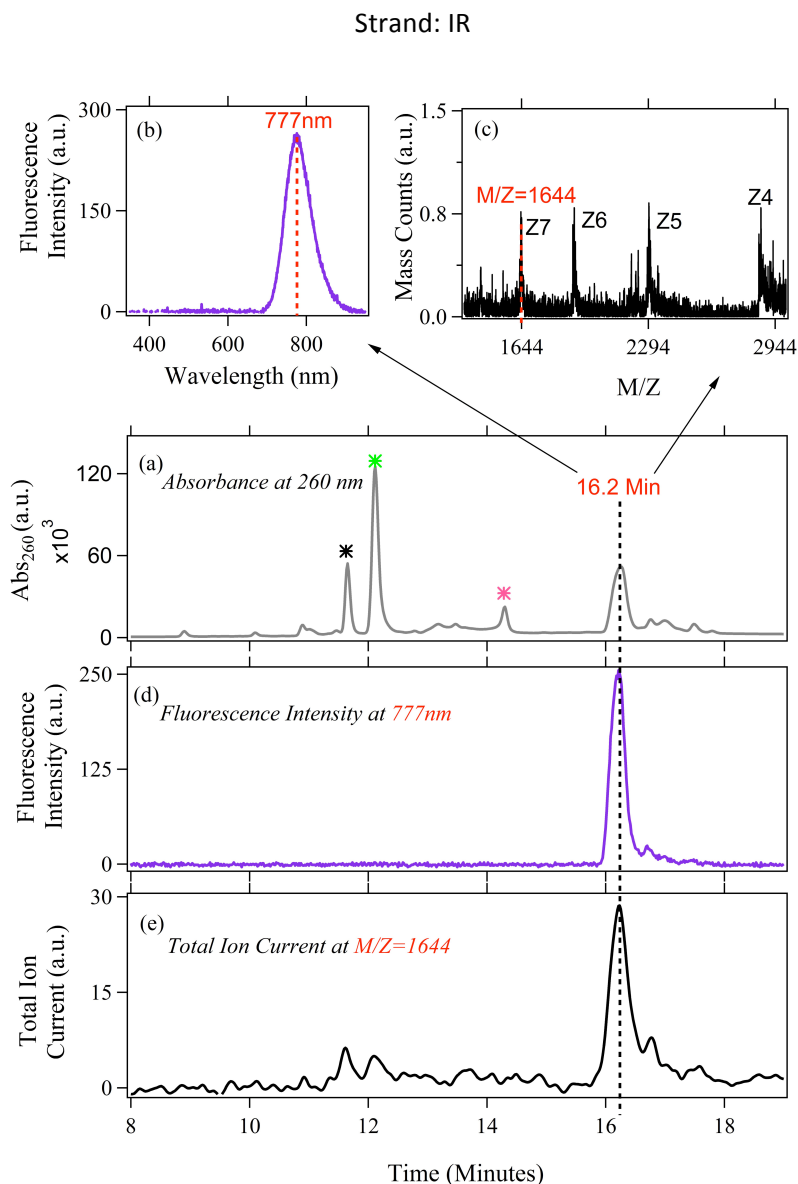 Strand: IR
(b)
777nm
Fluorescence
Intensity (a.u.)
300
150
0
400
600
800
Wavelength (nm)
(c)
M/Z=1644
Z7
Z6
Z5
Z4
Mass Counts (a.u.)
1.5
0.8
0.0
1644
2294
2944
M/Z
(a)
Absorbance at 260 nm
16.2 Min
Abs260 (a.u.)
x10^3
120
60
0
(d)
Fluorescence Intensity at 777nm
Fluorescence
Intensity (a.u.)
250
125
0
(e)
Total Ion Current at M/Z=1644
Total Ion
Current (a.u.)
30
15
0
8
10
12
14
16
18
Time (Minutes)